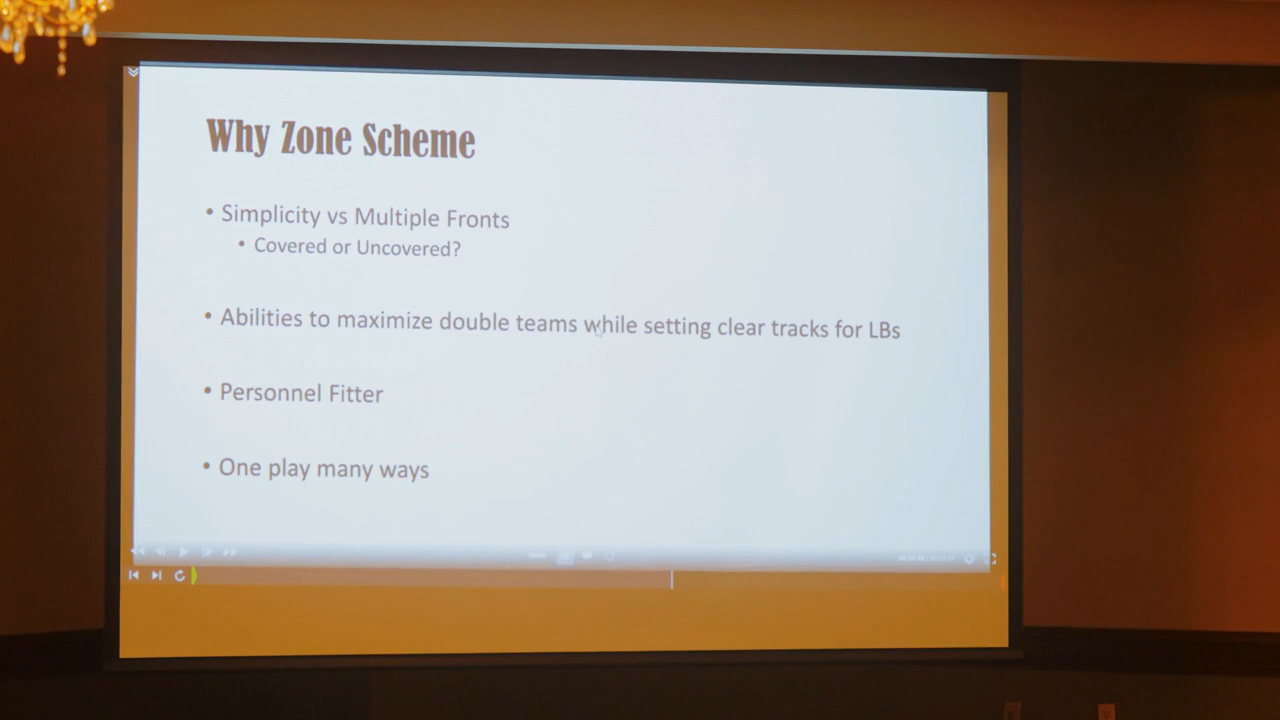 Why Zone Scheme
• Simplicity vs Multiple Fronts
• Covered or Uncovered?
• Abilities to maximize double teams while setting clear tracks for LBs
• Personnel Fitter
• One play many ways